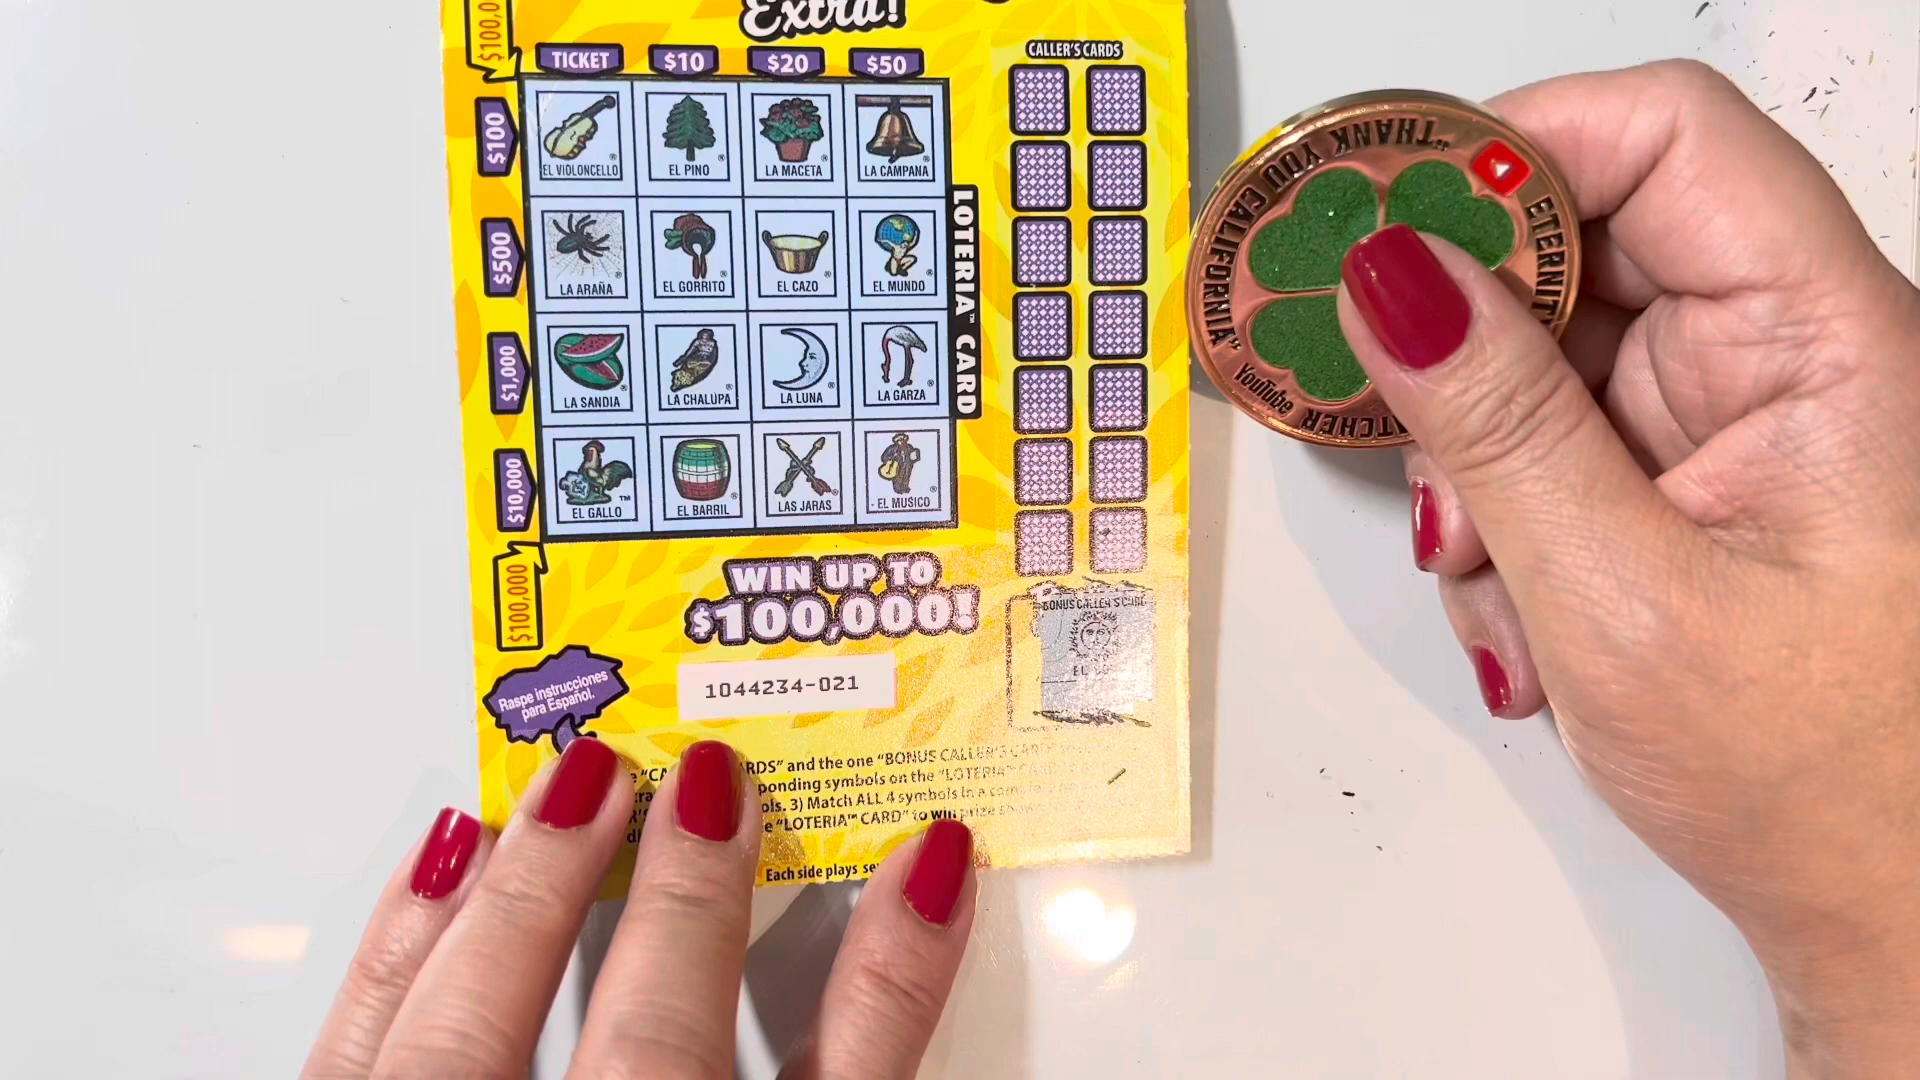 $100,0
Extra!
TICKET $10 $20 $50
CALLER'S CARDS
$100
EL VIOLONCELLO EL PINO LA MACETA LA CAMPANA
$500
LA ARAÑA EL GORRITO EL CAZO EL MUNDO
$1,000
LA SANDIA LA CHALUPA LA LUNA LA GARZA
$10,000
EL GALLO EL BARRIL LAS JARAS EL MUSICO
LOTERIA™ CARD
$100,000
WIN UP TO
$100,000!
BONUS CALLER'S CARD
EL
Raspe instrucciones
para Español.
1044234-021
RDS" and the one "BONUS CALLER'S CARD"
ponding symbols on the "LOTERIA™ CARD"
ols. 3) Match ALL 4 symbols in a
e "LOTERIA™ CARD" to win prize
Each side plays
"THANK YOU CALIFORNIA"
YouTube